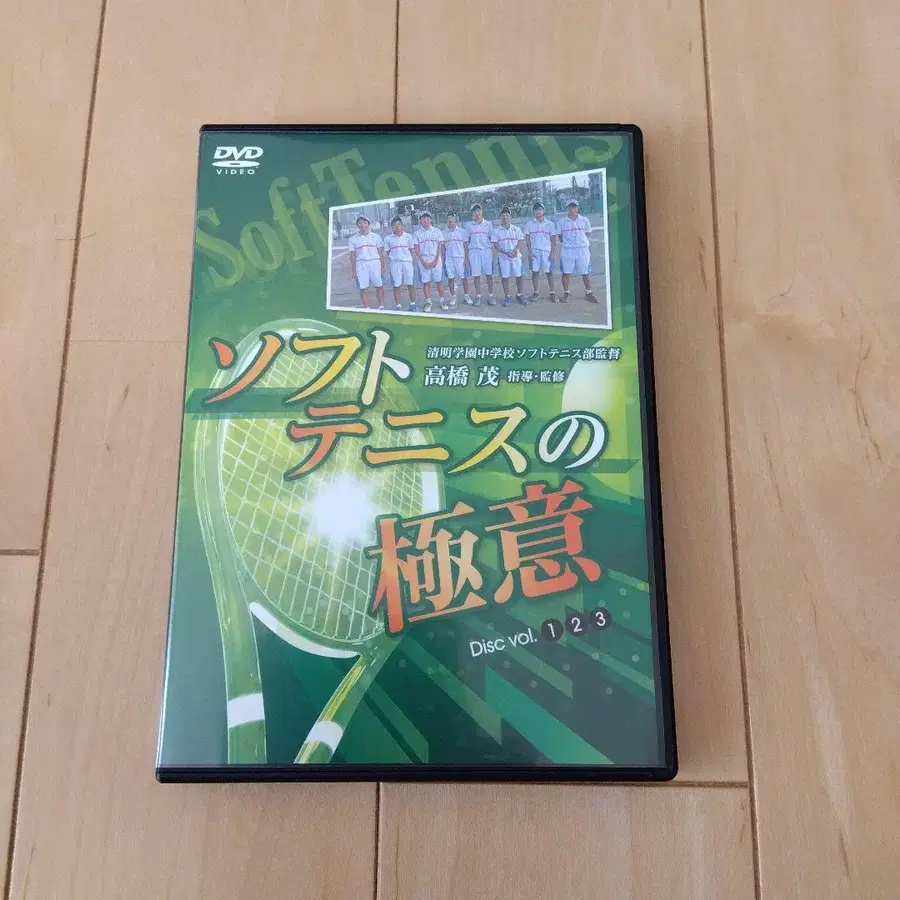 DVD
VIDEO
SoftTennis
清明学園中学校ソフトテニス部監督
高橋 茂 指導・監修
ソフト
テニスの
極意
Disc vol. 1 2 3